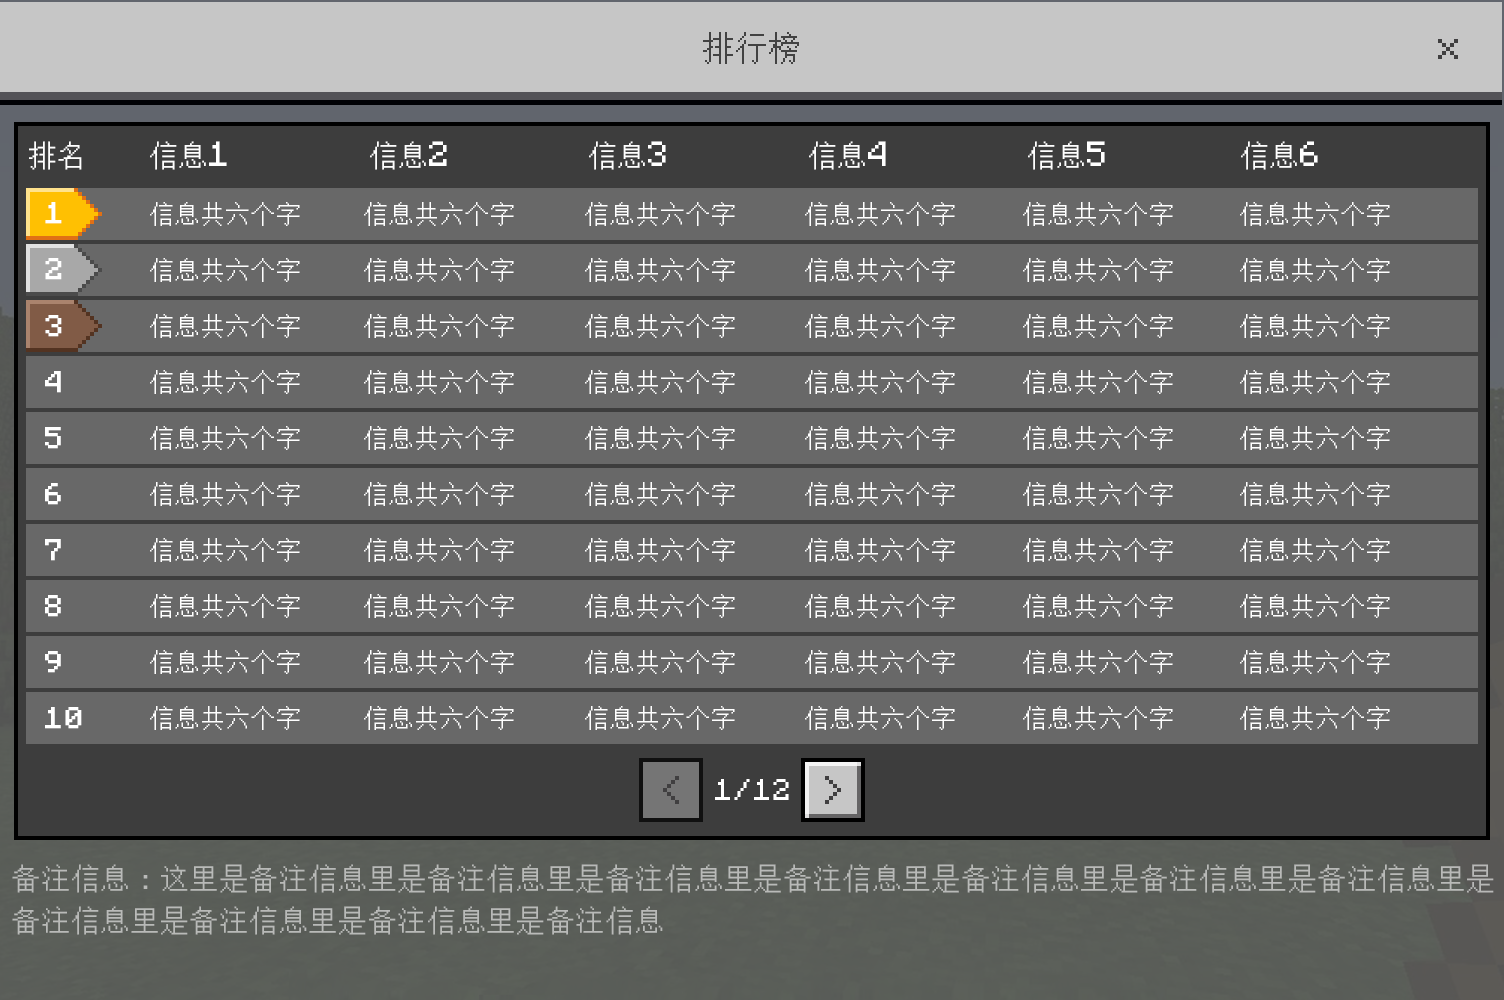 排行榜
排名 信息1 信息2 信息3 信息4 信息5 信息6
1 信息共六个字 信息共六个字 信息共六个字 信息共六个字 信息共六个字 信息共六个字
2 信息共六个字 信息共六个字 信息共六个字 信息共六个字 信息共六个字 信息共六个字
3 信息共六个字 信息共六个字 信息共六个字 信息共六个字 信息共六个字 信息共六个字
4 信息共六个字 信息共六个字 信息共六个字 信息共六个字 信息共六个字 信息共六个字
5 信息共六个字 信息共六个字 信息共六个字 信息共六个字 信息共六个字 信息共六个字
6 信息共六个字 信息共六个字 信息共六个字 信息共六个字 信息共六个字 信息共六个字
7 信息共六个字 信息共六个字 信息共六个字 信息共六个字 信息共六个字 信息共六个字
8 信息共六个字 信息共六个字 信息共六个字 信息共六个字 信息共六个字 信息共六个字
9 信息共六个字 信息共六个字 信息共六个字 信息共六个字 信息共六个字 信息共六个字
10 信息共六个字 信息共六个字 信息共六个字 信息共六个字 信息共六个字 信息共六个字
1/12
备注信息：这里是备注信息里是备注信息里是备注信息里是备注信息里是备注信息里是备注信息里是备注信息里是
备注信息里是备注信息里是备注信息里是备注信息